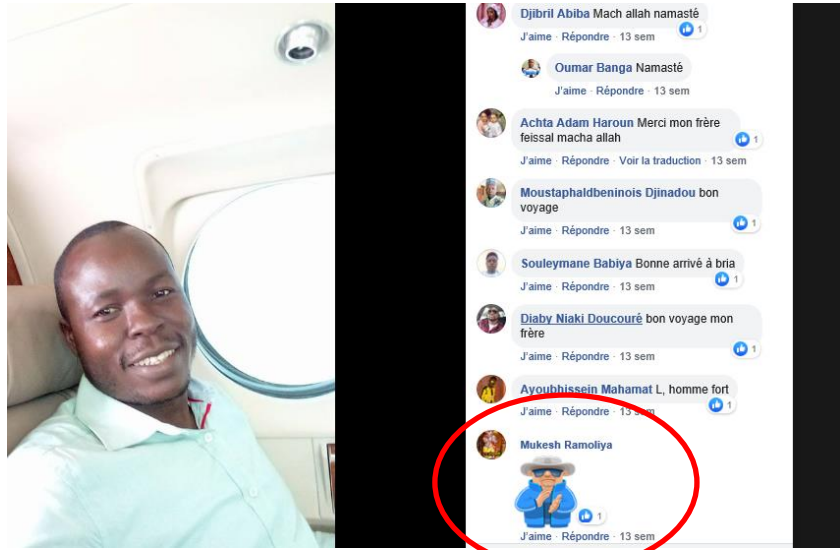 Djibril Abiba Mach allah namasté
1
J'aime · Répondre · 13 sem
Oumar Banga Namasté
J'aime · Répondre · 13 sem
Achta Adam Haroun Merci mon frère
feissal macha allah
1
J'aime · Répondre · Voir la traduction · 13 sem
Moustaphaldbeninois Djinadou bon
voyage
1
J'aime · Répondre · 13 sem
Souleymane Babiya Bonne arrivé à bria
1
J'aime · Répondre · 13 sem
Diaby Niaki Doucouré bon voyage mon
frère
1
J'aime · Répondre · 13 sem
Ayoubhissein Mahamat L, homme fort
1
J'aime · Répondre · 13 sem
Mukesh Ramoliya
1
J'aime · Répondre · 13 sem